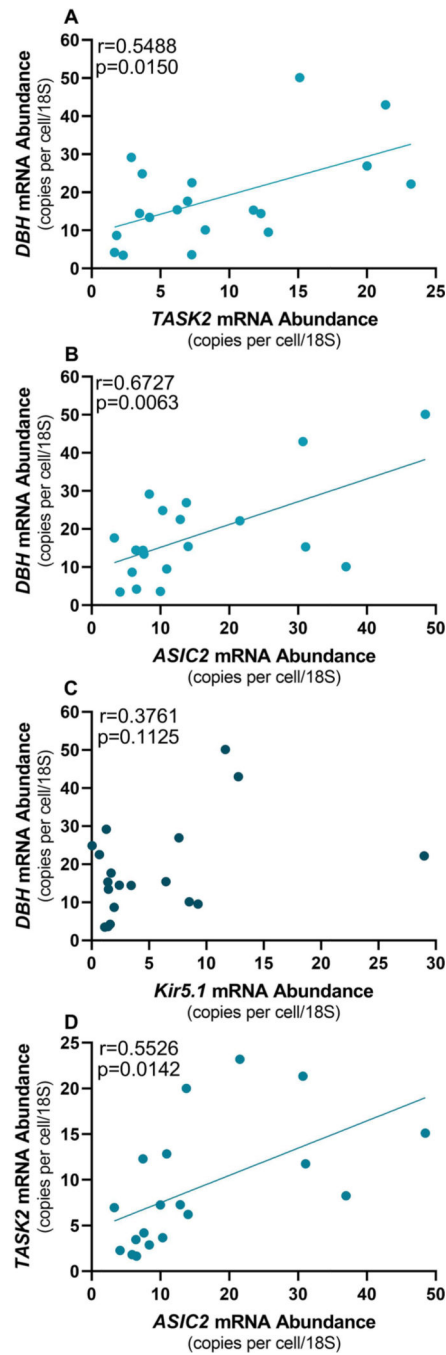 A
r=0.5488
p=0.0150
DBH mRNA Abundance
(copies per cell/18S)
60
50
40
30
20
10
0
0 5 10 15 20 25
TASK2 mRNA Abundance
(copies per cell/18S)
B
r=0.6727
p=0.0063
DBH mRNA Abundance
(copies per cell/18S)
60
50
40
30
20
10
0
0 10 20 30 40 50
ASIC2 mRNA Abundance
(copies per cell/18S)
C
r=0.3761
p=0.1125
DBH mRNA Abundance
(copies per cell/18S)
60
50
40
30
20
10
0
0 5 10 15 20 25 30
Kir5.1 mRNA Abundance
(copies per cell/18S)
D
r=0.5526
p=0.0142
TASK2 mRNA Abundance
(copies per cell/18S)
25
20
15
10
5
0
0 10 20 30 40 50
ASIC2 mRNA Abundance
(copies per cell/18S)